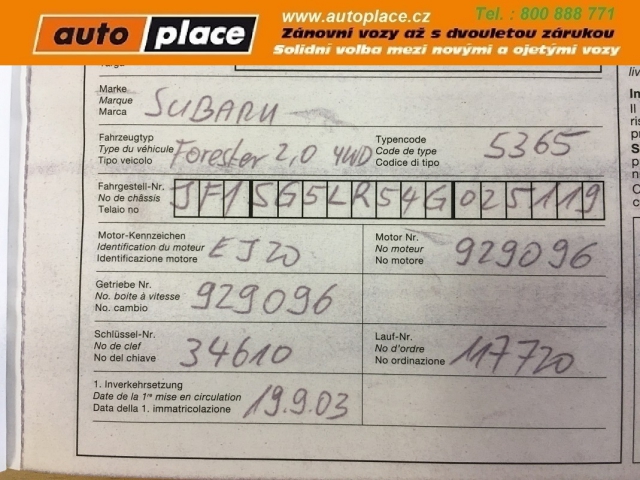 auto place
www.autoplace.cz Tel. : 800 888 771
Zánovní vozy až s dvouletou zárukou
Solidní volba mezi novými a ojetými vozy
Marke
Marque
Marca
SUBARU
Fahrzeugtyp
Type du véhicule
Tipo veicolo
Forester 2,0 4WD
Typencode
Code de type
Codice di tipo
5365
Fahrgestell-Nr.
No de châssis
Telaio no
JF1SG5LR54G025119
Motor-Kennzeichen
Identification du moteur
Identificazione motore
EJ20
Motor Nr.
No moteur
No motore
929096
Getriebe Nr.
No. boite à vitesse
No. cambio
929096
Schlüssel-Nr.
No de clef
No del chiave
34610
Lauf-Nr.
No d'ordre
No ordinazione
117720
1. Inverkehrsetzung
Date de la 1re mise en circulation
Data della 1. immatricolazione
19.9.03